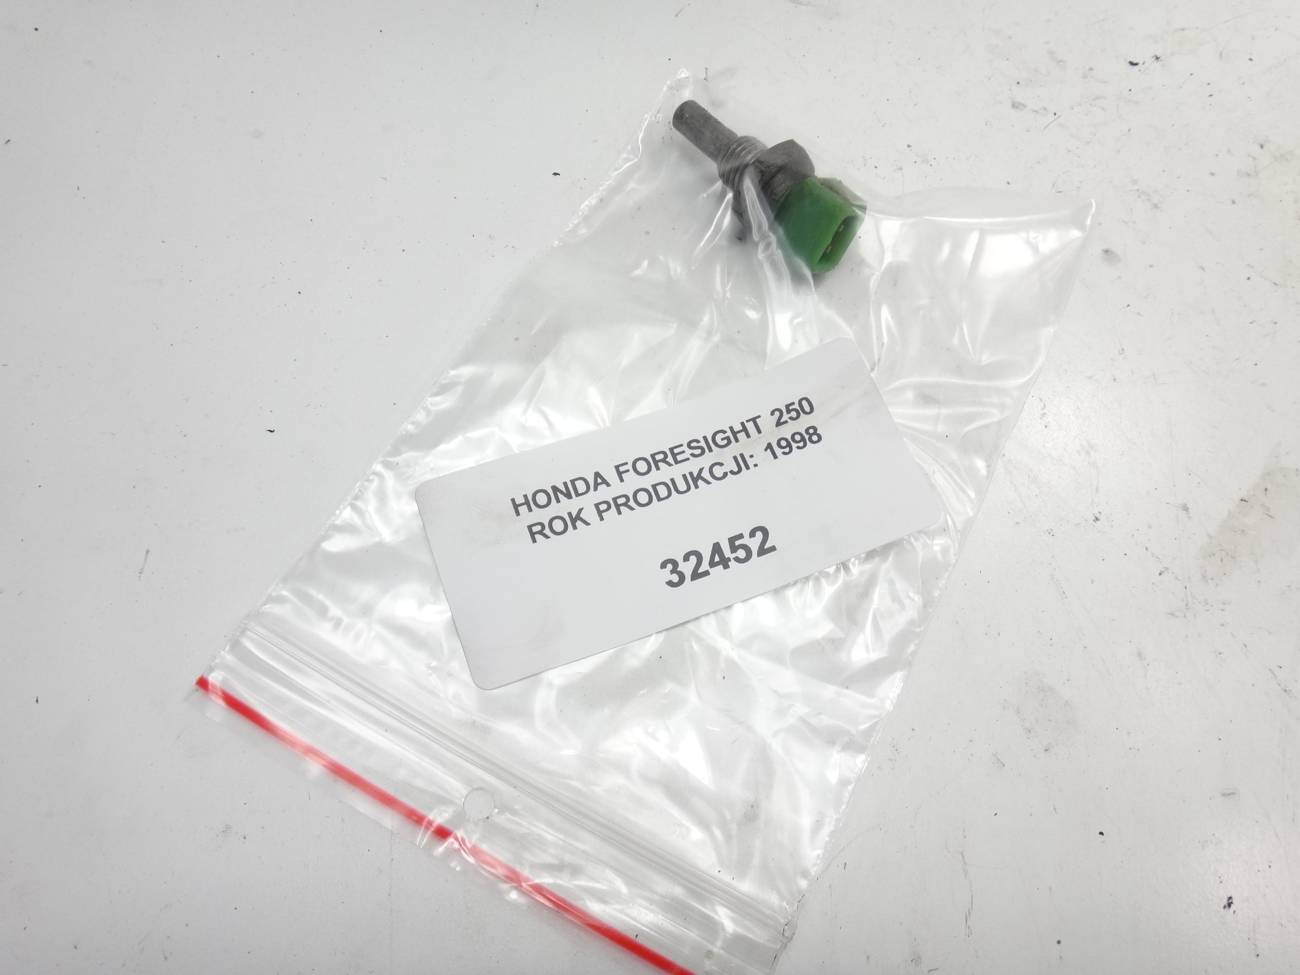 HONDA FORESIGHT 250
ROK PRODUKCJI: 1998
32452